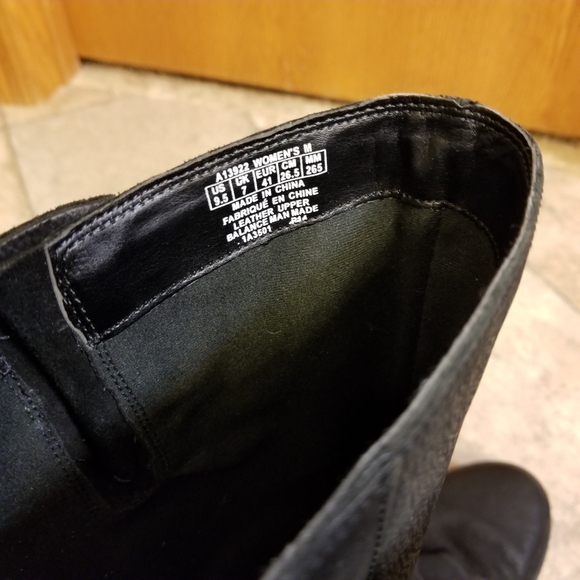 A13922 WOMEN'S M
US UK EUR CM MM
9.5 7 41 26.5 265
MADE IN CHINA
FABRIQUÉ EN CHINE
LEATHER UPPER
BALANCE MAN MADE
1A3501